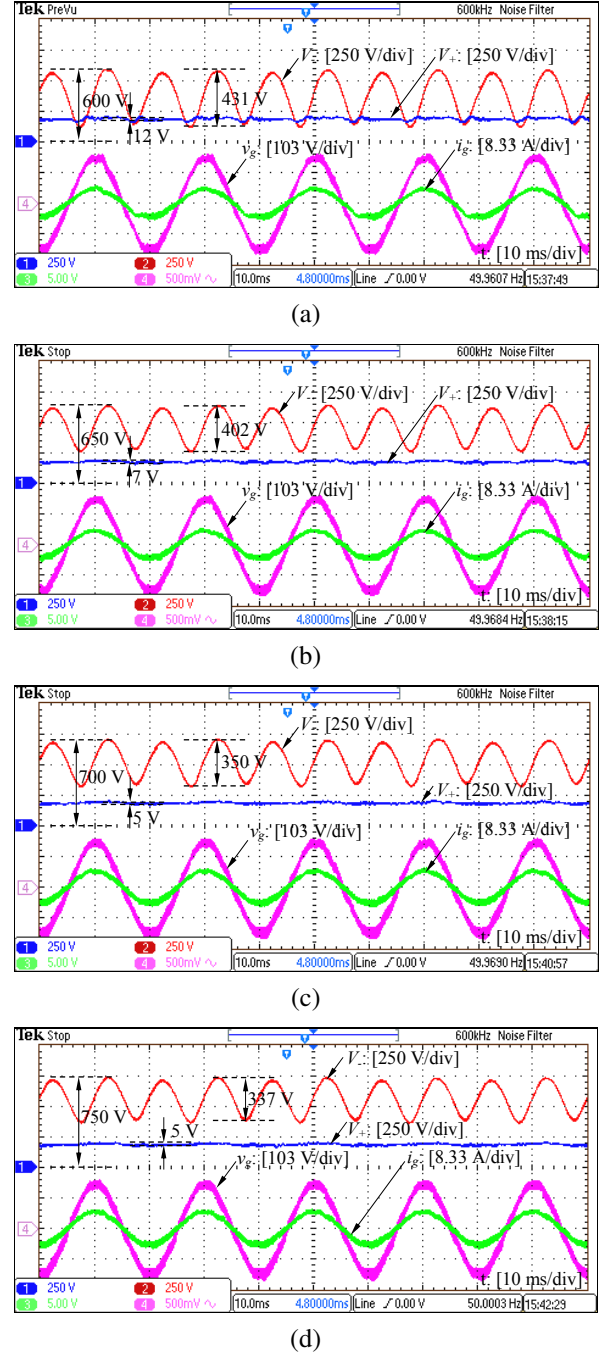 Tek PreVu
600kHz Noise Filter
V-: [250 V/div]
V+: [250 V/div]
600 V
431 V
12 V
vg: [103 V/div]
ig: [8.33 A/div]
1
4
t: [10 ms/div]
1 250 V 2 250 V
3 5.00 V 4 500mV
10.0ms 4.80000ms Line 0.00 V 49.9607 Hz 15:37:49
(a)
Tek Stop
600kHz Noise Filter
V-: [250 V/div]
V+: [250 V/div]
650 V
402 V
7 V
vg: [103 V/div]
ig: [8.33 A/div]
1
4
t: [10 ms/div]
1 250 V 2 250 V
3 5.00 V 4 500mV
10.0ms 4.80000ms Line 0.00 V 49.9684 Hz 15:38:15
(b)
Tek Stop
600kHz Noise Filter
V-: [250 V/div]
700 V
350 V
V+: [250 V/div]
5 V
vg: [103 V/div]
ig: [8.33 A/div]
1
4
t: [10 ms/div]
1 250 V 2 250 V
3 5.00 V 4 500mV
10.0ms 4.80000ms Line 0.00 V 49.9690 Hz 15:40:57
(c)
Tek Stop
600kHz Noise Filter
V-: [250 V/div]
750 V
337 V
5 V
V+: [250 V/div]
vg: [103 V/div]
ig: [8.33 A/div]
1
4
t: [10 ms/div]
1 250 V 2 250 V
3 5.00 V 4 500mV
10.0ms 4.80000ms Line 0.00 V 50.0003 Hz 15:42:29
(d)